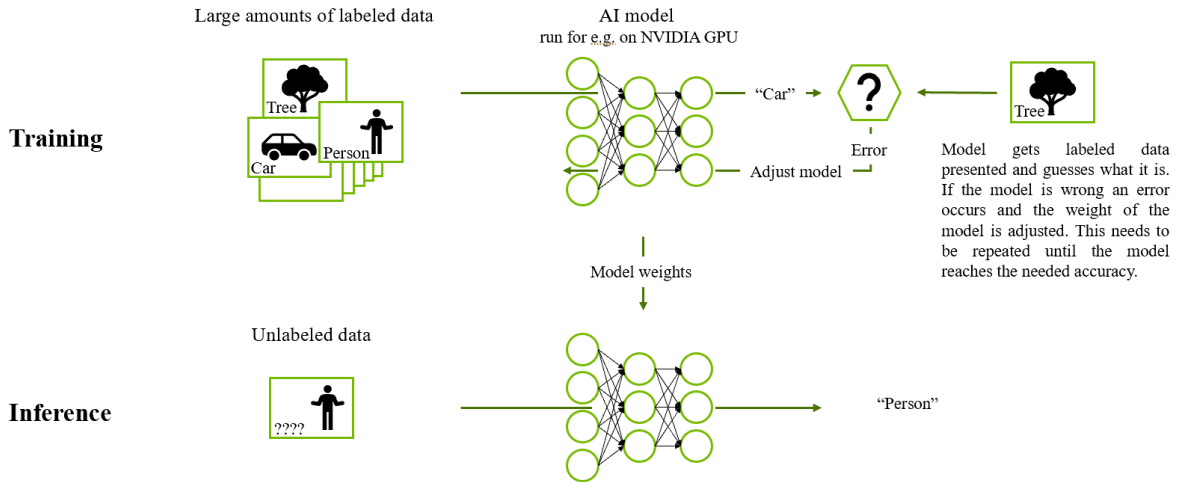 Large amounts of labeled data
AI model
run for e.g. on NVIDIA GPU
Training
Tree
Car
Person
“Car”
?
Tree
Error
Adjust model
Model gets labeled data
presented and guesses what it is.
If the model is wrong an error
occurs and the weight of the
model is adjusted. This needs to
be repeated until the model
reaches the needed accuracy.
Model weights
Unlabeled data
Inference
????
“Person”